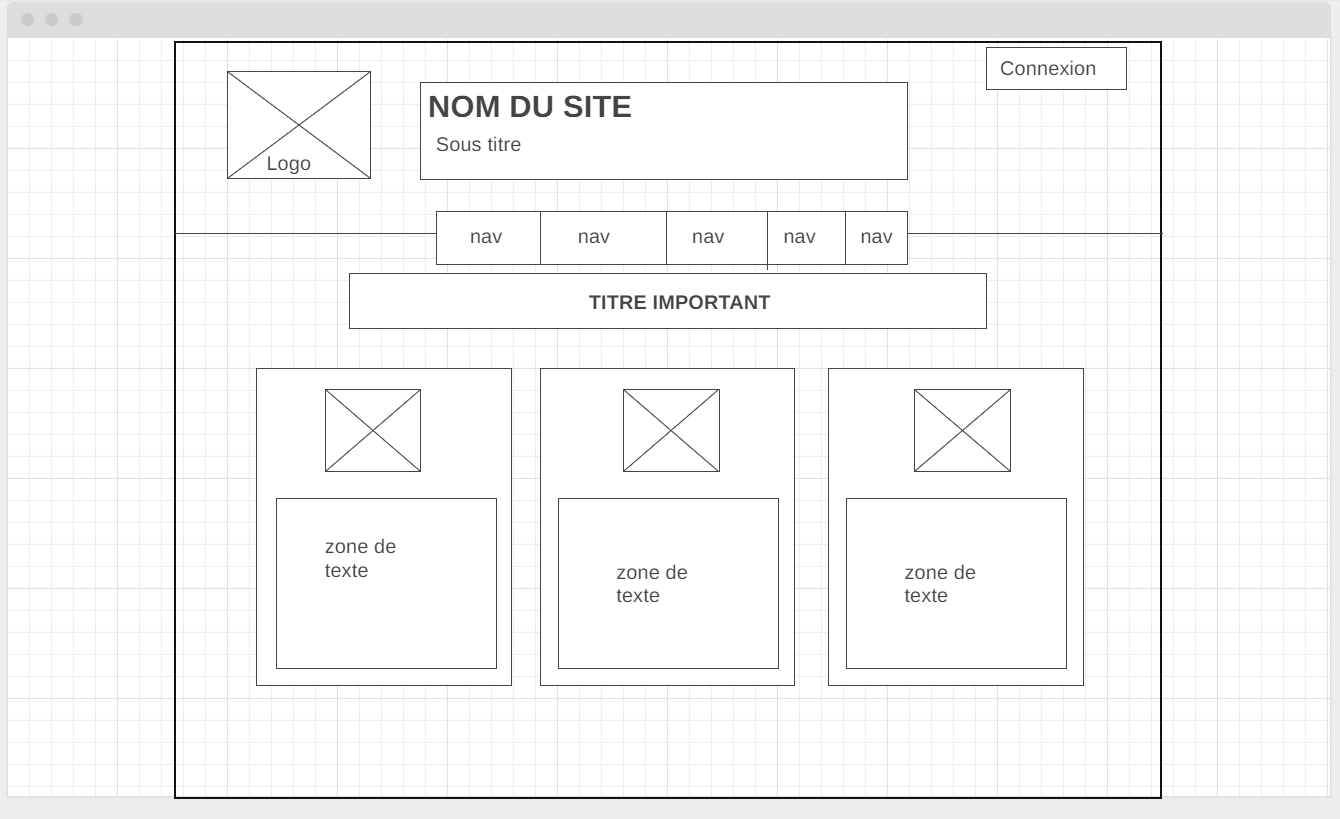 Connexion
NOM DU SITE
Sous titre
Logo
nav nav nav nav nav
TITRE IMPORTANT
zone de
texte
zone de
texte
zone de
texte